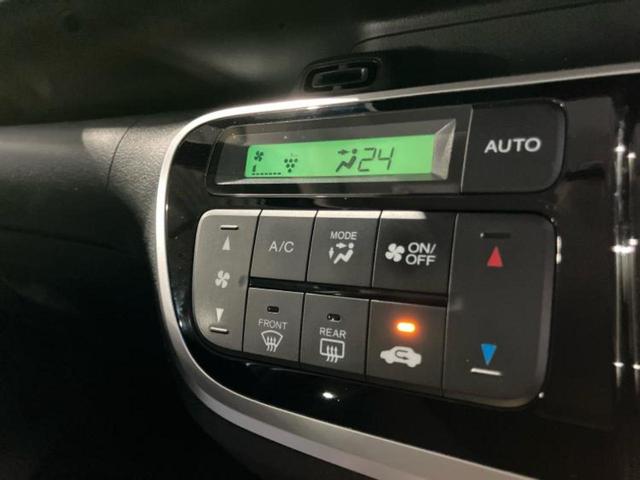 24
AUTO
A/C
MODE
ON/
OFF
FRONT
REAR